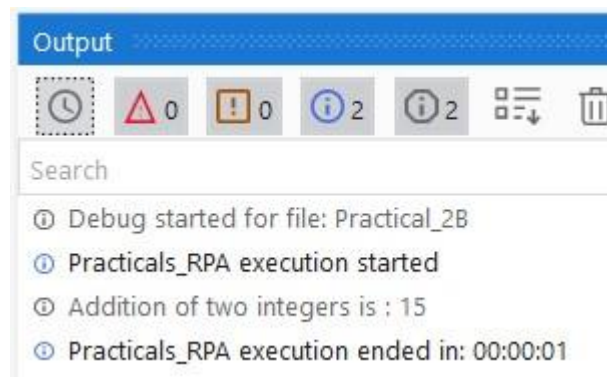 Output
0 0 2 2
Search
Debug started for file: Practical_2B
Practicals_RPA execution started
Addition of two integers is : 15
Practicals_RPA execution ended in: 00:00:01